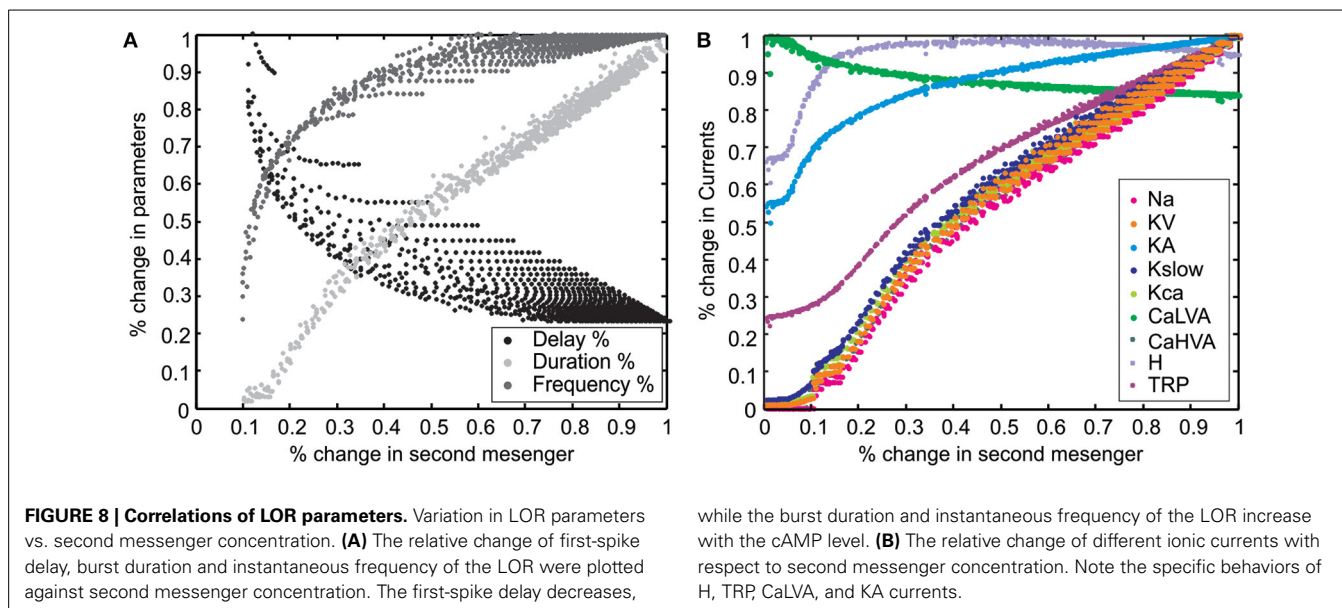 A
1
0.9
0.8
0.7
0.6
0.5
0.4
0.3
0.2
0.1
0
% change in parameters
Delay %
Duration %
Frequency %
0 0.1 0.2 0.3 0.4 0.5 0.6 0.7 0.8 0.9 1
% change in second mesenger
B
1
0.9
0.8
0.7
0.6
0.5
0.4
0.3
0.2
0.1
0
% change in Currents
Na
KV
KA
Kslow
Kca
CaLVA
CaHVA
H
TRP
0 0.1 0.2 0.3 0.4 0.5 0.6 0.7 0.8 0.9 1
% change in second mesenger
FIGURE 8 | Correlations of LOR parameters. Variation in LOR parameters
vs. second messenger concentration. (A) The relative change of first-spike
delay, burst duration and instantaneous frequency of the LOR were plotted
against second messenger concentration. The first-spike delay decreases,
while the burst duration and instantaneous frequency of the LOR increase
with the cAMP level. (B) The relative change of different ionic currents with
respect to second messenger concentration. Note the specific behaviors of
H, TRP, CaLVA, and KA currents.